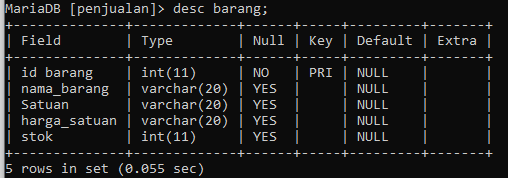 MariaDB [penjualan]> desc barang;
+--------------+-------------+------+-----+---------+-------+
| Field        | Type        | Null | Key | Default | Extra |
+--------------+-------------+------+-----+---------+-------+
| id barang    | int(11)     | NO   | PRI | NULL    |       |
| nama_barang  | varchar(20) | YES  |     | NULL    |       |
| Satuan       | varchar(20) | YES  |     | NULL    |       |
| harga_satuan | varchar(20) | YES  |     | NULL    |       |
| stok         | int(11)     | YES  |     | NULL    |       |
+--------------+-------------+------+-----+---------+-------+
5 rows in set (0.055 sec)